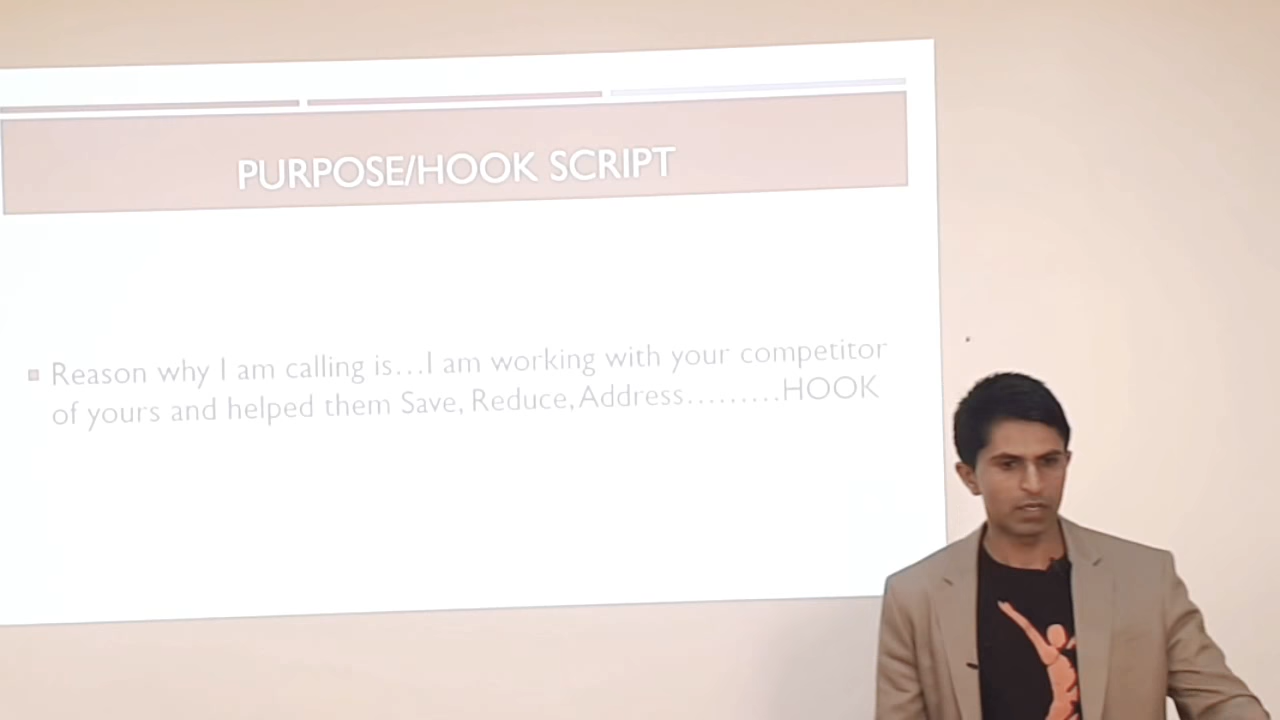 PURPOSE/HOOK SCRIPT
Reason why I am calling is...I am working with your competitor
of yours and helped them Save, Reduce, Address.........HOOK